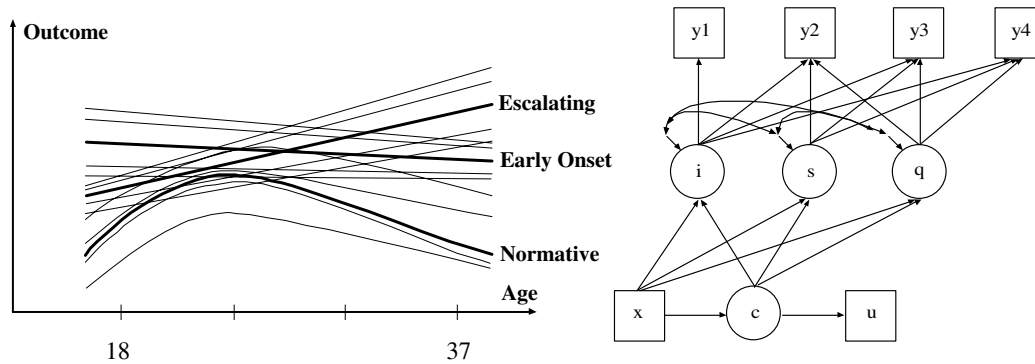 Outcome
Escalating
Early Onset
Normative
Age
18
37
y1
y2
y3
y4
i
s
q
x
c
u